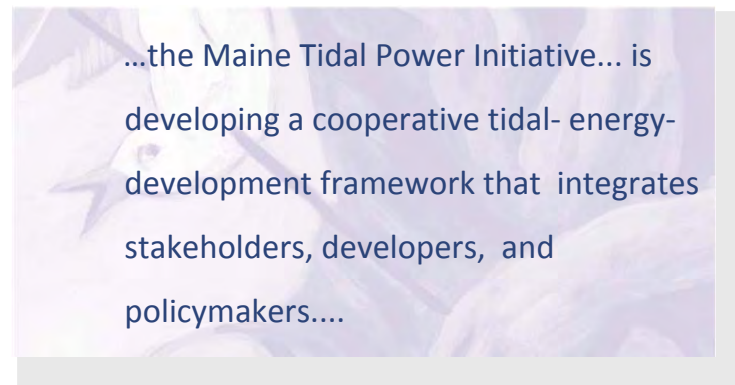 …the Maine Tidal Power Initiative... is
developing a cooperative tidal- energy-
development framework that integrates
stakeholders, developers, and
policymakers....